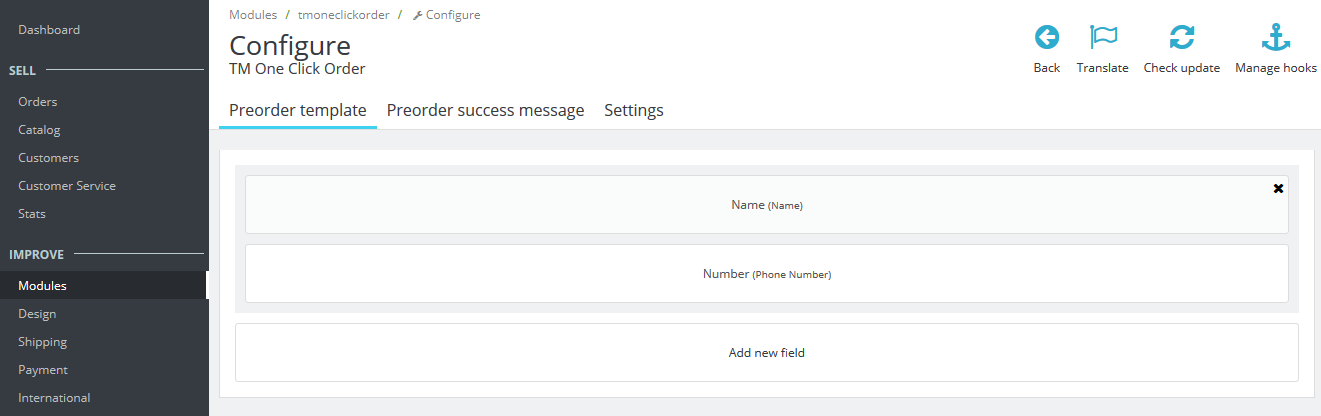 Dashboard
SELL
Orders
Catalog
Customers
Customer Service
Stats
IMPROVE
Modules
Design
Shipping
Payment
International
Modules / tmoneclickorder / Configure
Configure
TM One Click Order
Back
Translate
Check update
Manage hooks
Preorder template
Preorder success message
Settings
Name (Name)
Number (Phone Number)
Add new field